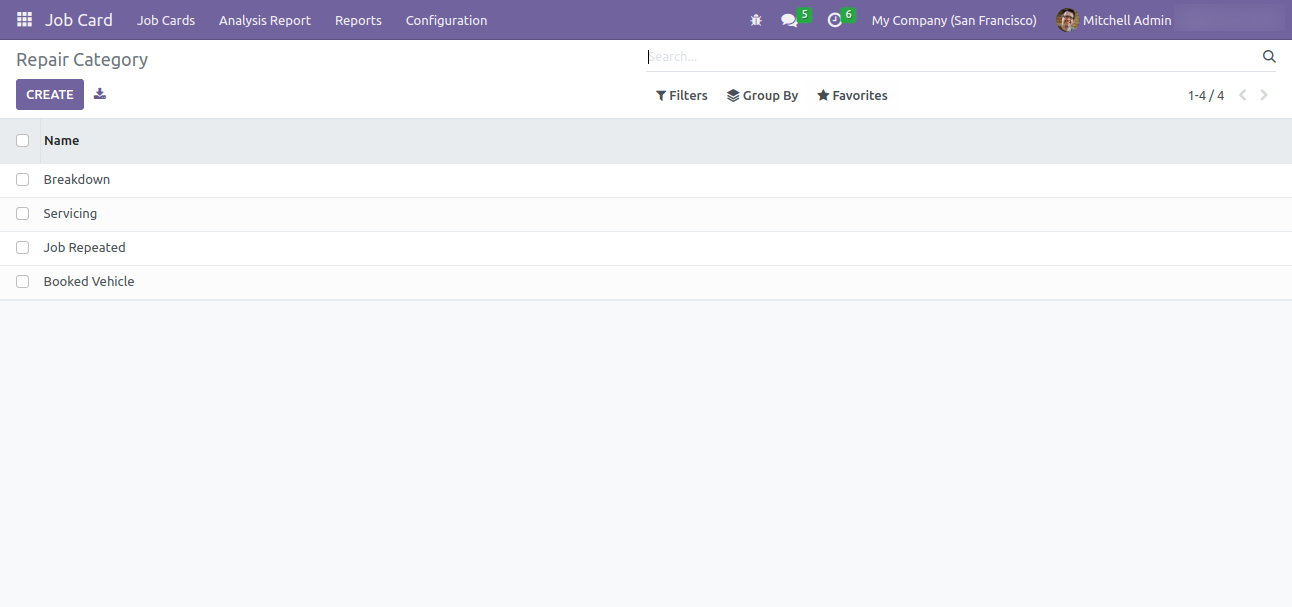 Job Card Job Cards Analysis Report Reports Configuration 5 6 My Company (San Francisco) Mitchell Admin
Repair Category
Search...
CREATE
Filters Group By Favorites 1-4 / 4
Name
Breakdown
Servicing
Job Repeated
Booked Vehicle